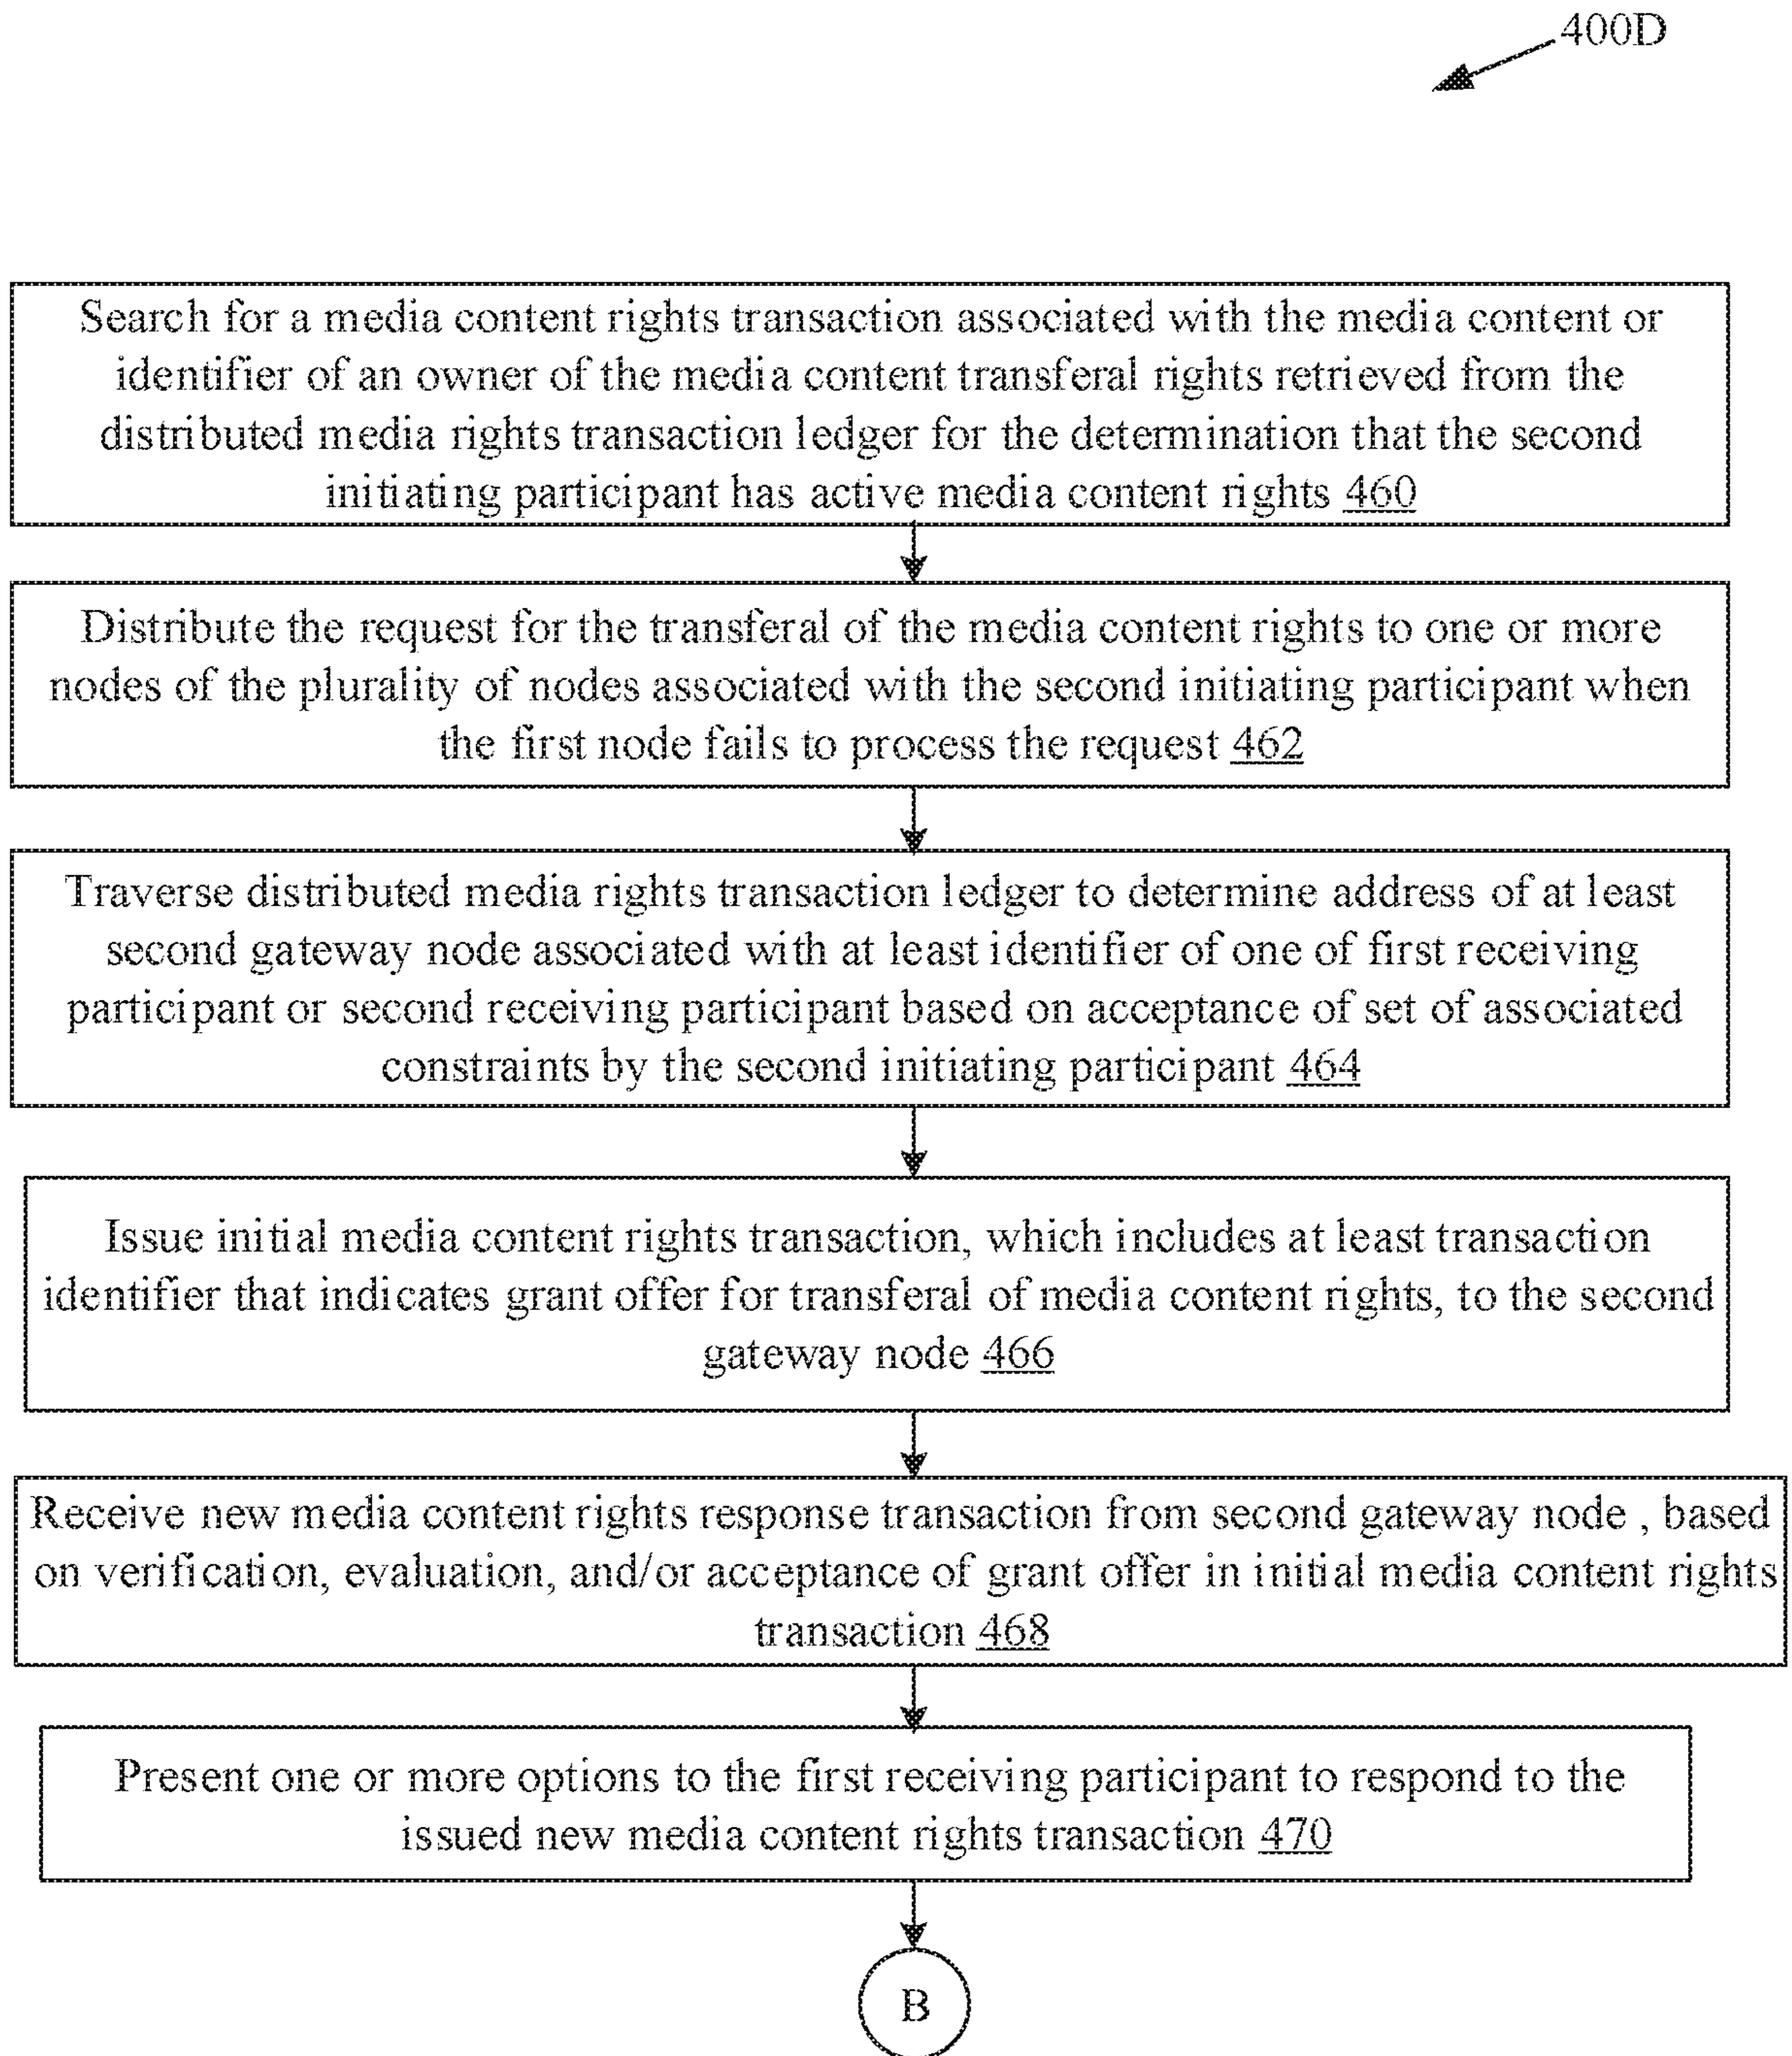 400D
Search for a media content rights transaction associated with the media content or
identifier of an owner of the media content transferal rights retrieved from the
distributed media rights transaction ledger for the determination that the second
initiating participant has active media content rights 460
Distribute the request for the transferal of the media content rights to one or more
nodes of the plurality of nodes associated with the second initiating participant when
the first node fails to process the request 462
Traverse distributed media rights transaction ledger to determine address of at least
second gateway node associated with at least identifier of one of first receiving
participant or second receiving participant based on acceptance of set of associated
constraints by the second initiating participant 464
Issue initial media content rights transaction, which includes at least transaction
identifier that indicates grant offer for transferal of media content rights, to the second
gateway node 466
Receive new media content rights response transaction from second gateway node , based
on verification, evaluation, and/or acceptance of grant offer in initial media content rights
transaction 468
Present one or more options to the first receiving participant to respond to the
issued new media content rights transaction 470
B